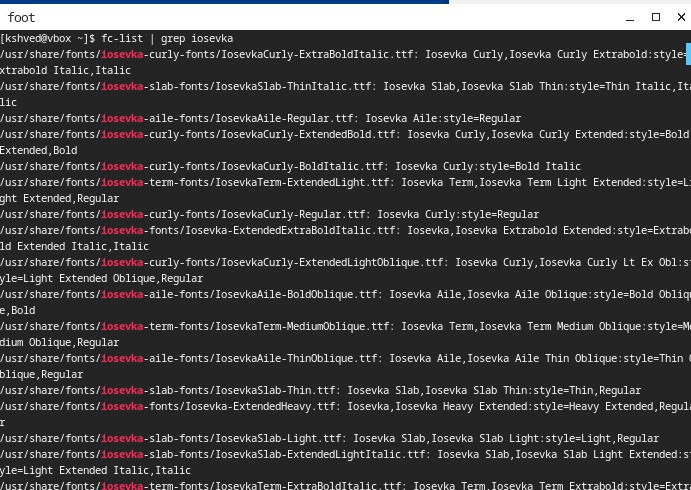 foot
[kshved@vbox ~]$ fc-list | grep iosevka
/usr/share/fonts/iosevka-curly-fonts/IosevkaCurly-ExtraBoldItalic.ttf: Iosevka Curly,Iosevka Curly Extrabold:style=
xtrabold Italic,Italic
/usr/share/fonts/iosevka-slab-fonts/IosevkaSlab-ThinItalic.ttf: Iosevka Slab,Iosevka Slab Thin:style=Thin Italic,Ita
lic
/usr/share/fonts/iosevka-aile-fonts/IosevkaAile-Regular.ttf: Iosevka Aile:style=Regular
/usr/share/fonts/iosevka-curly-fonts/IosevkaCurly-ExtendedBold.ttf: Iosevka Curly,Iosevka Curly Extended:style=Bold
Extended,Bold
/usr/share/fonts/iosevka-curly-fonts/IosevkaCurly-BoldItalic.ttf: Iosevka Curly:style=Bold Italic
/usr/share/fonts/iosevka-term-fonts/IosevkaTerm-ExtendedLight.ttf: Iosevka Term,Iosevka Term Light Extended:style=Li
ght Extended,Regular
/usr/share/fonts/iosevka-curly-fonts/IosevkaCurly-Regular.ttf: Iosevka Curly:style=Regular
/usr/share/fonts/iosevka-fonts/Iosevka-ExtendedExtraBoldItalic.ttf: Iosevka,Iosevka Extrabold Extended:style=Extrabo
ld Extended Italic,Italic
/usr/share/fonts/iosevka-curly-fonts/IosevkaCurly-ExtendedLightOblique.ttf: Iosevka Curly,Iosevka Curly Lt Ex Obl:st
yle=Light Extended Oblique,Regular
/usr/share/fonts/iosevka-aile-fonts/IosevkaAile-BoldOblique.ttf: Iosevka Aile,Iosevka Aile Oblique:style=Bold Obliqu
e,Bold
/usr/share/fonts/iosevka-term-fonts/IosevkaTerm-MediumOblique.ttf: Iosevka Term,Iosevka Term Medium Oblique:style=Me
dium Oblique,Regular
/usr/share/fonts/iosevka-aile-fonts/IosevkaAile-ThinOblique.ttf: Iosevka Aile,Iosevka Aile Thin Oblique:style=Thin O
blique,Regular
/usr/share/fonts/iosevka-slab-fonts/IosevkaSlab-Thin.ttf: Iosevka Slab,Iosevka Slab Thin:style=Thin,Regular
/usr/share/fonts/iosevka-fonts/Iosevka-ExtendedHeavy.ttf: Iosevka,Iosevka Heavy Extended:style=Heavy Extended,Regula
r
/usr/share/fonts/iosevka-slab-fonts/IosevkaSlab-Light.ttf: Iosevka Slab,Iosevka Slab Light:style=Light,Regular
/usr/share/fonts/iosevka-slab-fonts/IosevkaSlab-ExtendedLightItalic.ttf: Iosevka Slab,Iosevka Slab Light Extended:st
yle=Light Extended Italic,Italic
/usr/share/fonts/iosevka-term-fonts/IosevkaTerm-ExtraBoldItalic.ttf: Iosevka Term,Iosevka Term Extrabold:style=Extra